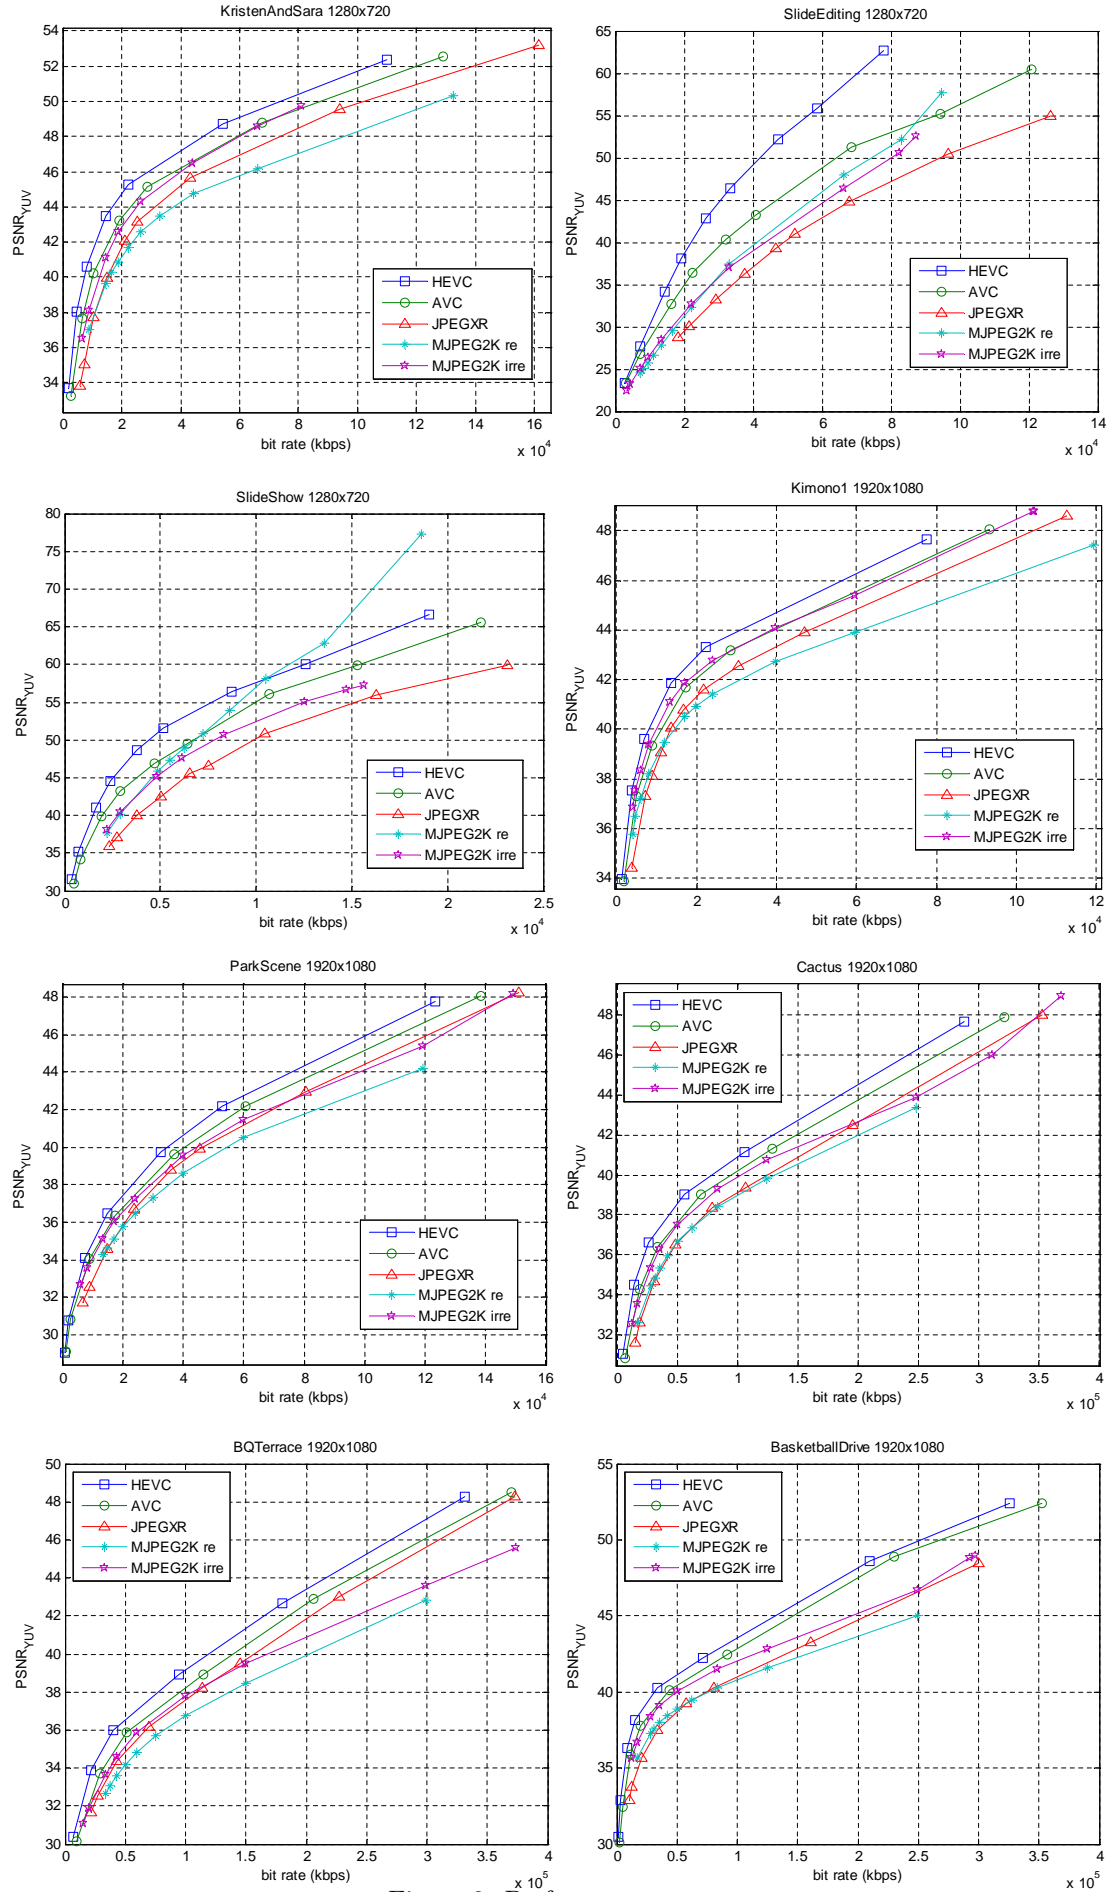 KristenAndSara 1280x720
54
52
50
48
46
44
42
40
38
36
34
PSNR_YUV
HEVC
AVC
JPEGXR
MJPEG2K re
MJPEG2K irre
0 2 4 6 8 10 12 14 16
bit rate (kbps)
x 10^4
SlideEditing 1280x720
65
60
55
50
45
40
35
30
25
20
PSNR_YUV
HEVC
AVC
JPEGXR
MJPEG2K re
MJPEG2K irre
0 2 4 6 8 10 12 14
bit rate (kbps)
x 10^4
SlideShow 1280x720
80
75
70
65
60
55
50
45
40
35
30
PSNR_YUV
HEVC
AVC
JPEGXR
MJPEG2K re
MJPEG2K irre
0 0.5 1 1.5 2 2.5
bit rate (kbps)
x 10^4
Kimono1 1920x1080
48
46
44
42
40
38
36
34
PSNR_YUV
HEVC
AVC
JPEGXR
MJPEG2K re
MJPEG2K irre
0 2 4 6 8 10 12
bit rate (kbps)
x 10^4
ParkScene 1920x1080
48
46
44
42
40
38
36
34
32
30
PSNR_YUV
HEVC
AVC
JPEGXR
MJPEG2K re
MJPEG2K irre
0 2 4 6 8 10 12 14 16
bit rate (kbps)
x 10^4
Cactus 1920x1080
48
46
44
42
40
38
36
34
32
PSNR_YUV
HEVC
AVC
JPEGXR
MJPEG2K re
MJPEG2K irre
0 0.5 1 1.5 2 2.5 3 3.5 4
bit rate (kbps)
x 10^5
BQTerrace 1920x1080
50
48
46
44
42
40
38
36
34
32
30
PSNR_YUV
HEVC
AVC
JPEGXR
MJPEG2K re
MJPEG2K irre
0 0.5 1 1.5 2 2.5 3 3.5 4
bit rate (kbps)
x 10^5
BasketballDrive 1920x1080
55
50
45
40
35
30
PSNR_YUV
HEVC
AVC
JPEGXR
MJPEG2K re
MJPEG2K irre
0 0.5 1 1.5 2 2.5 3 3.5 4
bit rate (kbps)
x 10^5